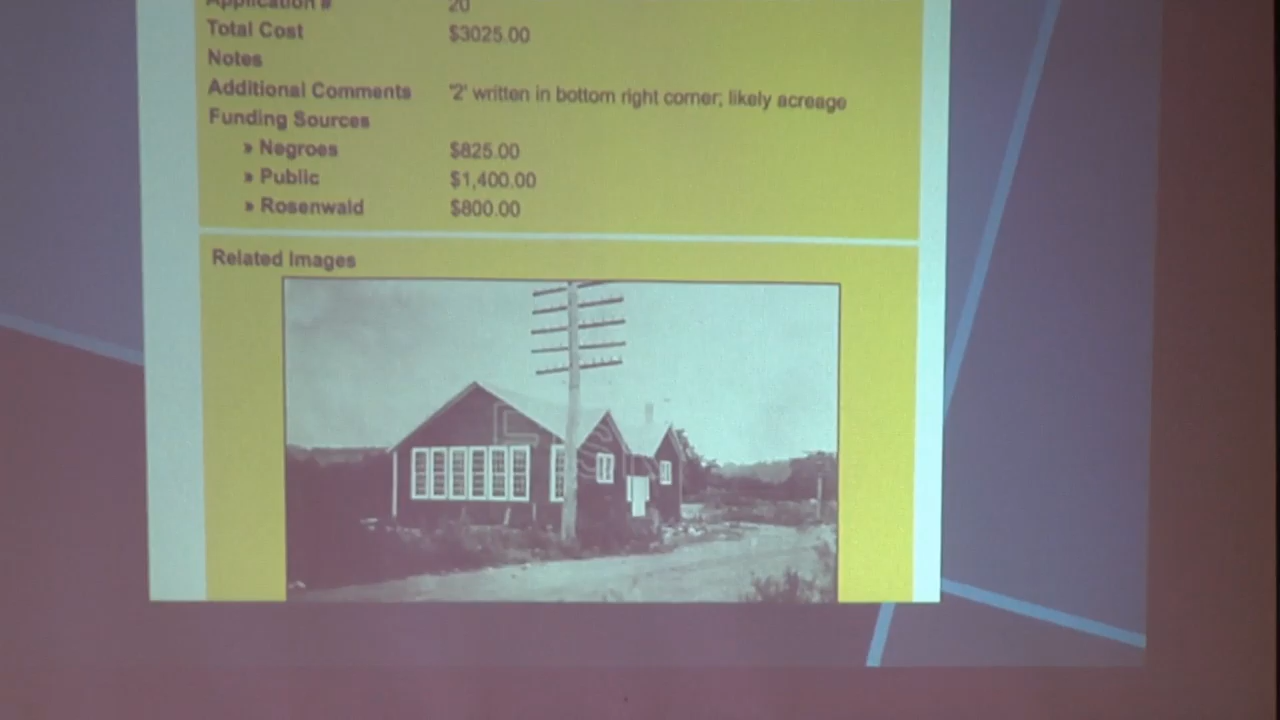 Application # 20
Total Cost $3025.00
Notes
Additional Comments '2' written in bottom right corner; likely acreage
Funding Sources
» Negroes $825.00
» Public $1,400.00
» Rosenwald $800.00
Related Images